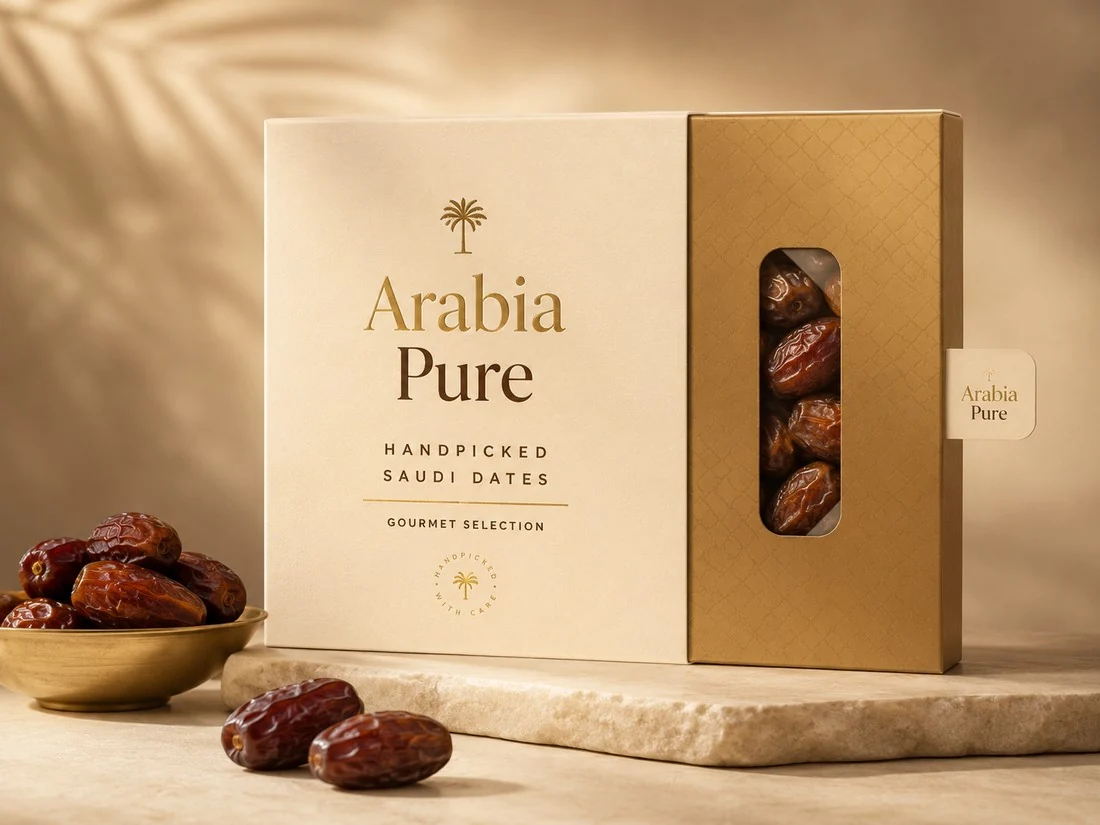 Arabia
Pure
HANDPICKED
SAUDI DATES
GOURMET SELECTION
HANDPICKED
WITH CARE
Arabia
Pure